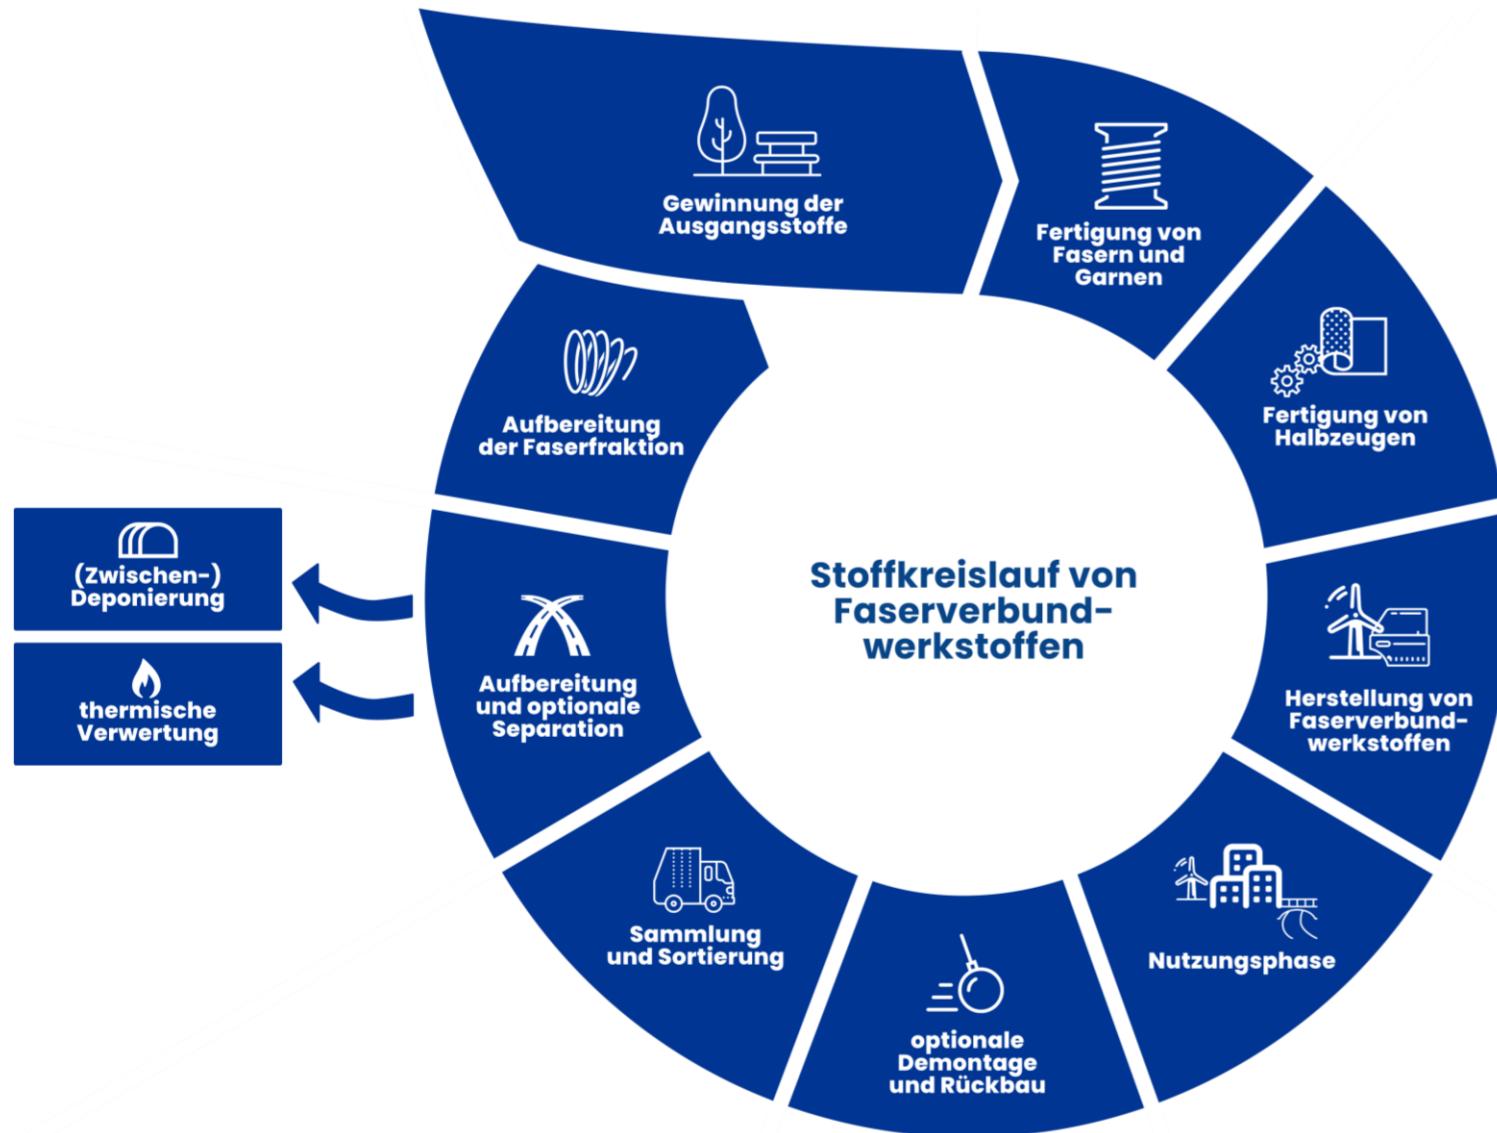 Gewinnung der
Ausgangsstoffe
Fertigung von
Fasern und
Garnen
Fertigung von
Halbzeugen
Herstellung von
Faserverbund-
werkstoffen
Nutzungsphase
optionale
Demontage
und Rückbau
Sammlung
und Sortierung
Aufbereitung
und optionale
Separation
(Zwischen-)
Deponierung
thermische
Verwertung
Aufbereitung
der Faserfraktion
Stoffkreislauf von
Faserverbund-
werkstoffen